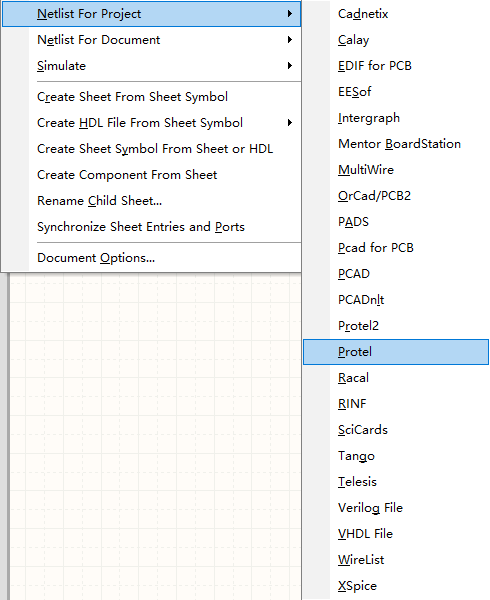 Netlist For Project
Netlist For Document
Simulate
Create Sheet From Sheet Symbol
Create HDL File From Sheet Symbol
Create Sheet Symbol From Sheet or HDL
Create Component From Sheet
Rename Child Sheet...
Synchronize Sheet Entries and Ports
Document Options...
Cadnetix
Calay
EDIF for PCB
EESof
Intergraph
Mentor BoardStation
MultiWire
OrCad/PCB2
PADS
Pcad for PCB
PCAD
PCADnlt
Protel2
Protel
Racal
RINF
SciCards
Tango
Telesis
Verilog File
VHDL File
WireList
XSpice